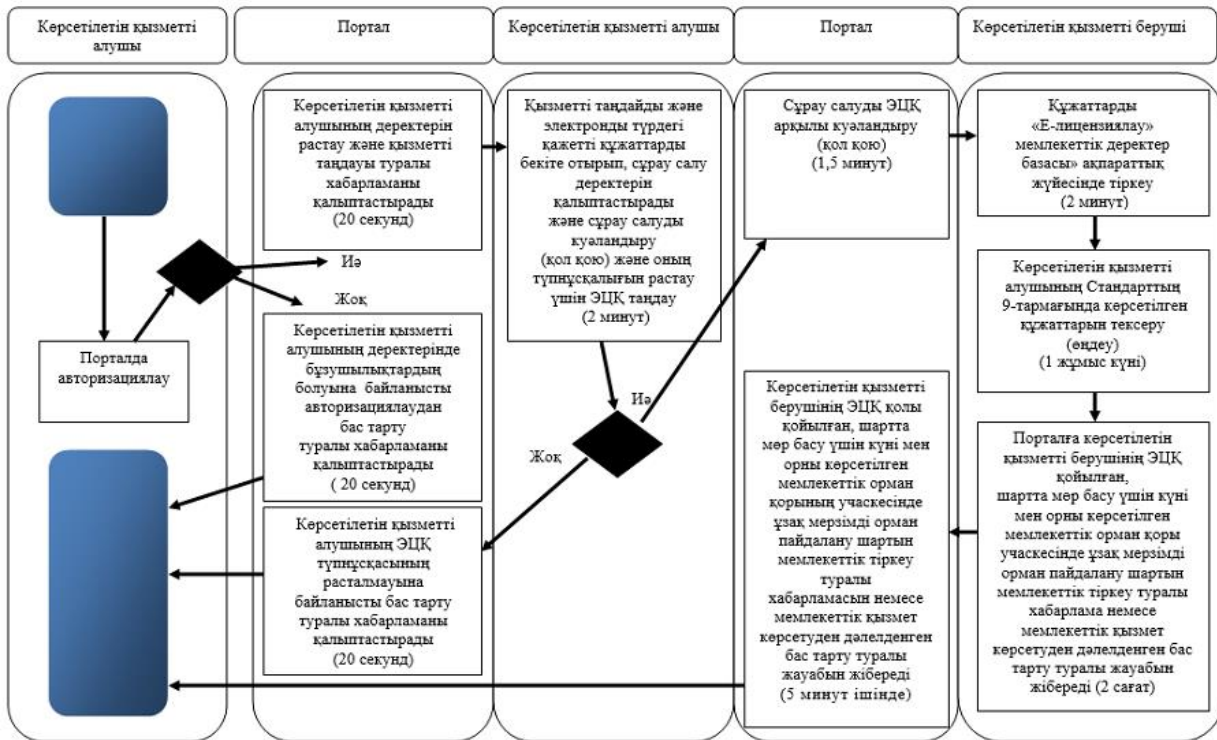 Көрсетілетін қызметті
алушы
Портал
Көрсетілетін қызметті алушы
Портал
Көрсетілетін қызметті беруші
Порталда
авторизациялау
Көрсетілетін қызметті
алушының деректерін
растау және қызметті
таңдауы туралы
хабарламаны
қалыптастырады
(20 секунд)
Иә
Жоқ
Көрсетілетін қызметті
алушының деректерінде
бұзушылықтардың
болуына байланысты
авторизациялаудан
бас тарту
туралы хабарламаны
қалыптастырады
( 20 секунд)
Көрсетілетін қызметті
алушының ЭЦҚ
түпнұсқасының
расталмауына
байланысты бас тарту
туралы хабарламаны
қалыптастырады
(20 секунд)
Қызметті таңдайды және
электронды түрдегі
қажетті құжаттарды
бекіте отырып, сұрау салу
деректерін
қалыптастырады
және сұрау салуды
куәландыру
(қол қою) және оның
түпнұсқалығын растау
үшін ЭЦҚ таңдау
(2 минут)
Иә
Жоқ
Сұрау салуды ЭЦҚ
арқылы куәландыру
(қол қою)
(1,5 минут)
Көрсетілетін қызметті
берушінің ЭЦҚ қолы
қойылған, шартта
мөр басу үшін күні мен
орны көрсетілген
мемлекеттік орман
қорының учаскесінде
ұзақ мерзімді орман
пайдалану шартын
мемлекеттік тіркеу
туралы
хабарламасын немесе
мемлекеттік қызмет
көрсетуден дәлелденген
бас тарту туралы
жауабын жібереді
(5 минут ішінде)
Құжаттарды
«Е-лицензиялау»
мемлекеттік деректер
базасы» ақпараттық
жүйесінде тіркеу
(2 минут)
Көрсетілетін қызметті
алушының Стандарттың
9-тармағында көрсетілген
құжаттарын тексеру
(өңдеу)
(1 жұмыс күні)
Порталға көрсетілетін
қызметті берушінің ЭЦҚ
қойылған,
шартта мөр басу үшін күні
мен орны көрсетілген
мемлекеттік орман қоры
учаскесінде ұзақ мерзімді
орман пайдалану шартын
мемлекеттік тіркеу туралы
хабарлама немесе
мемлекеттік қызмет
көрсетуден дәлелденген бас
тарту туралы жауабын
жібереді (2 сағат)